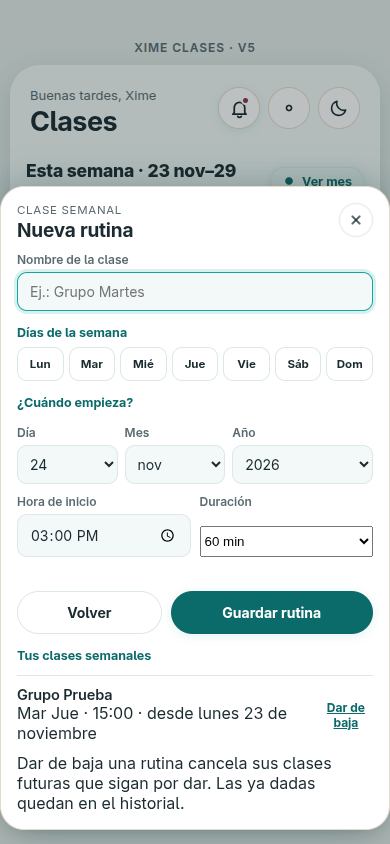 XIME CLASES · V5
Buenas tardes, Xime
Clases
Esta semana · 23 nov–29
Ver mes
CLASE SEMANAL
Nueva rutina
Nombre de la clase
Ej.: Grupo Martes
Días de la semana
Lun Mar Mié Jue Vie Sáb Dom
¿Cuándo empieza?
Día Mes Año
24 nov 2026
Hora de inicio Duración
03:00 PM 60 min
Volver Guardar rutina
Tus clases semanales
Grupo Prueba
Mar Jue · 15:00 · desde lunes 23 de
noviembre
Dar de
baja
Dar de baja una rutina cancela sus clases
futuras que sigan por dar. Las ya dadas
quedan en el historial.